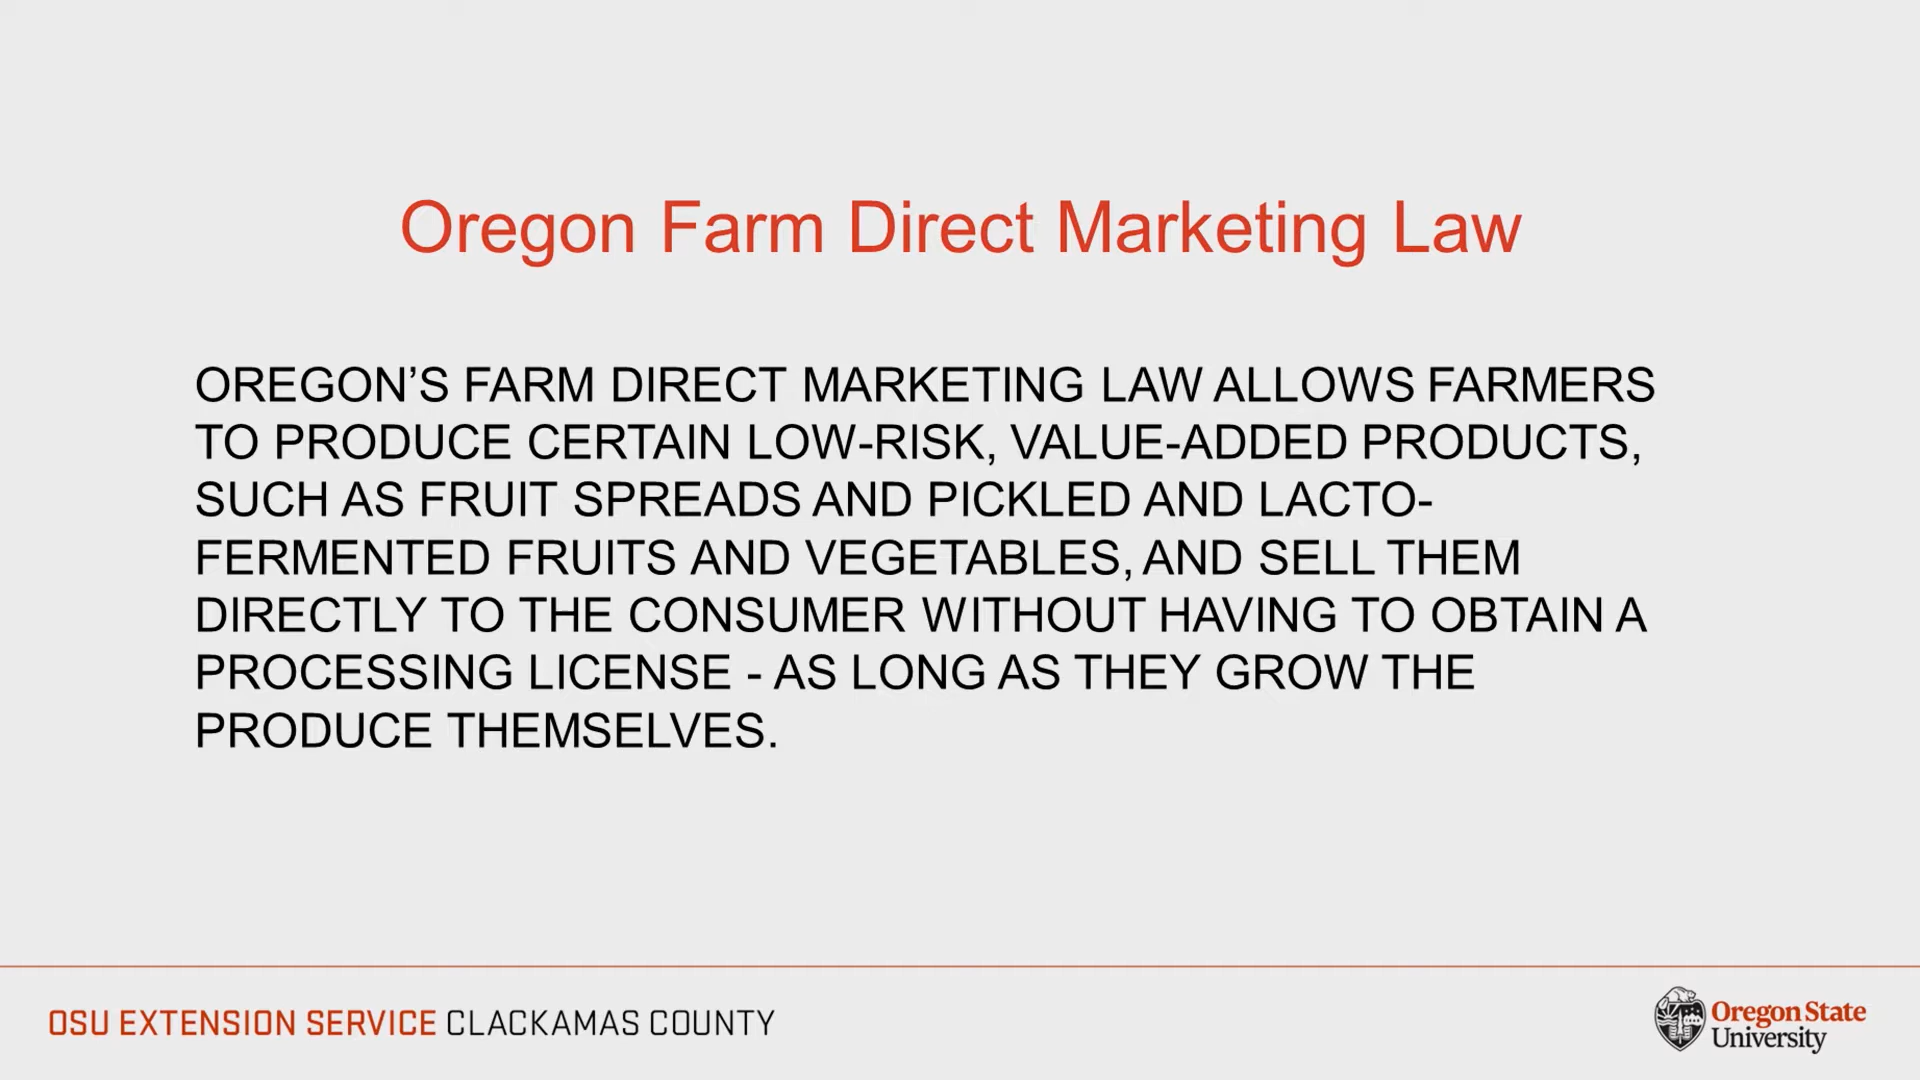 Oregon Farm Direct Marketing Law
OREGON’S FARM DIRECT MARKETING LAW ALLOWS FARMERS
TO PRODUCE CERTAIN LOW-RISK, VALUE-ADDED PRODUCTS,
SUCH AS FRUIT SPREADS AND PICKLED AND LACTO-
FERMENTED FRUITS AND VEGETABLES, AND SELL THEM
DIRECTLY TO THE CONSUMER WITHOUT HAVING TO OBTAIN A
PROCESSING LICENSE - AS LONG AS THEY GROW THE
PRODUCE THEMSELVES.
OSU EXTENSION SERVICE CLACKAMAS COUNTY
Oregon State
University